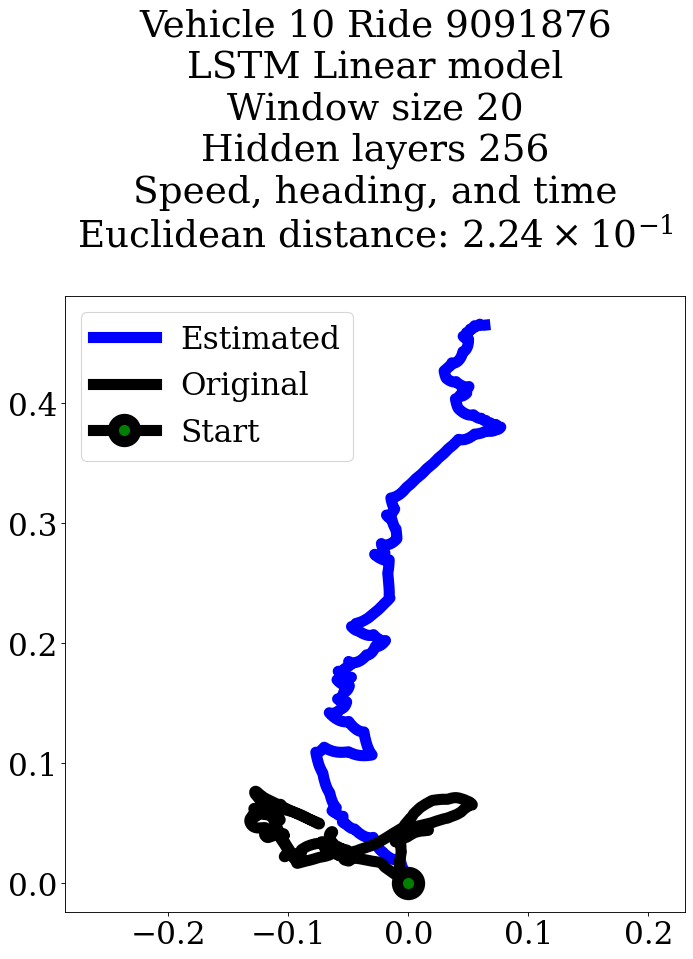 Vehicle 10 Ride 9091876
LSTM Linear model
Window size 20
Hidden layers 256
Speed, heading, and time
Euclidean distance: 2.24 × 10⁻¹
Estimated
Original
Start
0.4
0.3
0.2
0.1
0.0
−0.2 −0.1 0.0 0.1 0.2